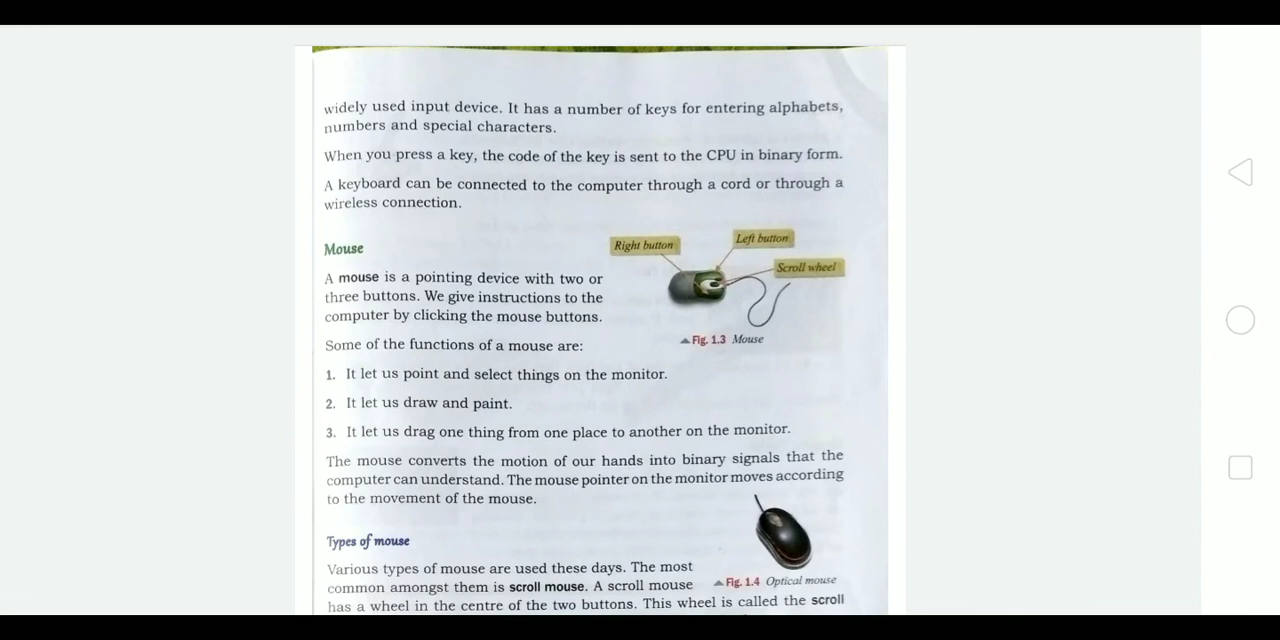 widely used input device. It has a number of keys for entering alphabets,
numbers and special characters.
When you press a key, the code of the key is sent to the CPU in binary form.
A keyboard can be connected to the computer through a cord or through a
wireless connection.
Mouse
Right button
Left button
Scroll wheel
A mouse is a pointing device with two or
three buttons. We give instructions to the
computer by clicking the mouse buttons.
Fig. 1.3 Mouse
Some of the functions of a mouse are:
1. It let us point and select things on the monitor.
2. It let us draw and paint.
3. It let us drag one thing from one place to another on the monitor.
The mouse converts the motion of our hands into binary signals that the
computer can understand. The mouse pointer on the monitor moves according
to the movement of the mouse.
Types of mouse
Various types of mouse are used these days. The most
common amongst them is scroll mouse. A scroll mouse
Fig. 1.4 Optical mouse
has a wheel in the centre of the two buttons. This wheel is called the scroll